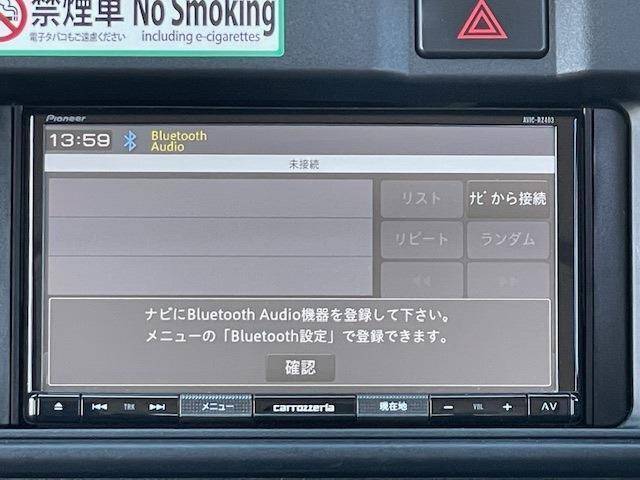 禁煙車 No Smoking
電子タバコもご遠慮ください including e-cigarettes
Pioneer AVIC-RZ403
13:59 Bluetooth
Audio
未接続
リスト ナビから接続
リピート ランダム
ナビにBluetooth Audio機器を登録して下さい。
メニューの「Bluetooth設定」で登録できます。
確認
TRK メニュー carrozzeria 現在地 VOL AV